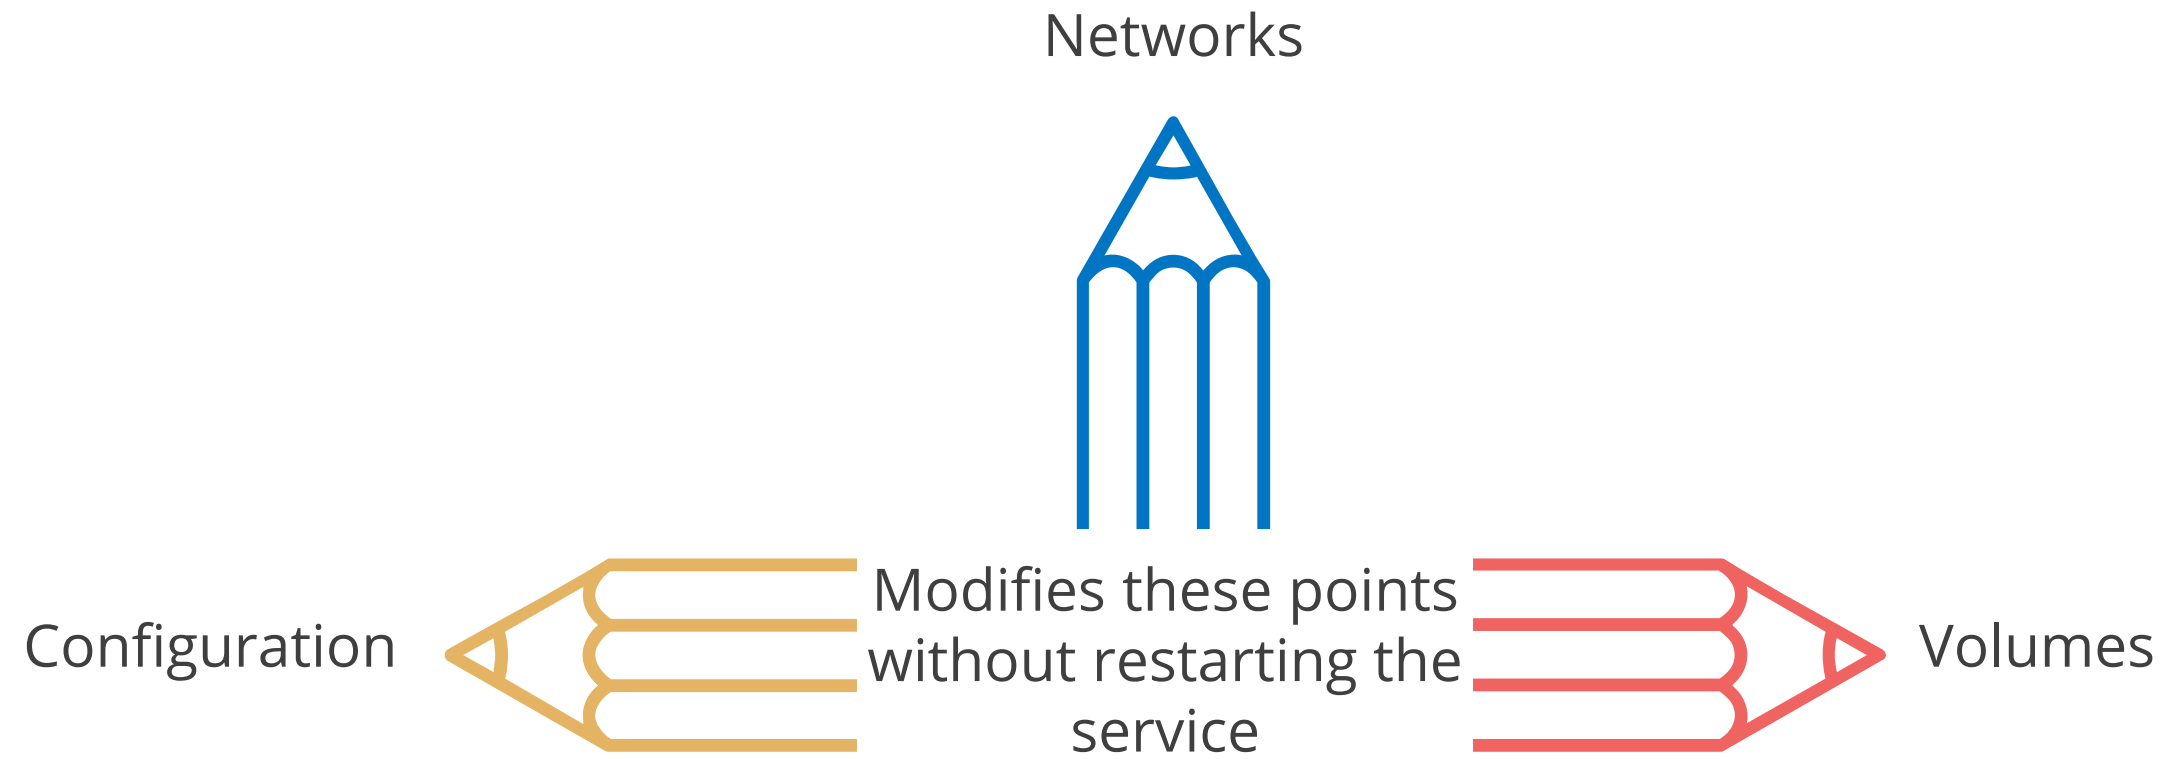 Networks
Modifies these points
without restarting the
service
Configuration
Volumes